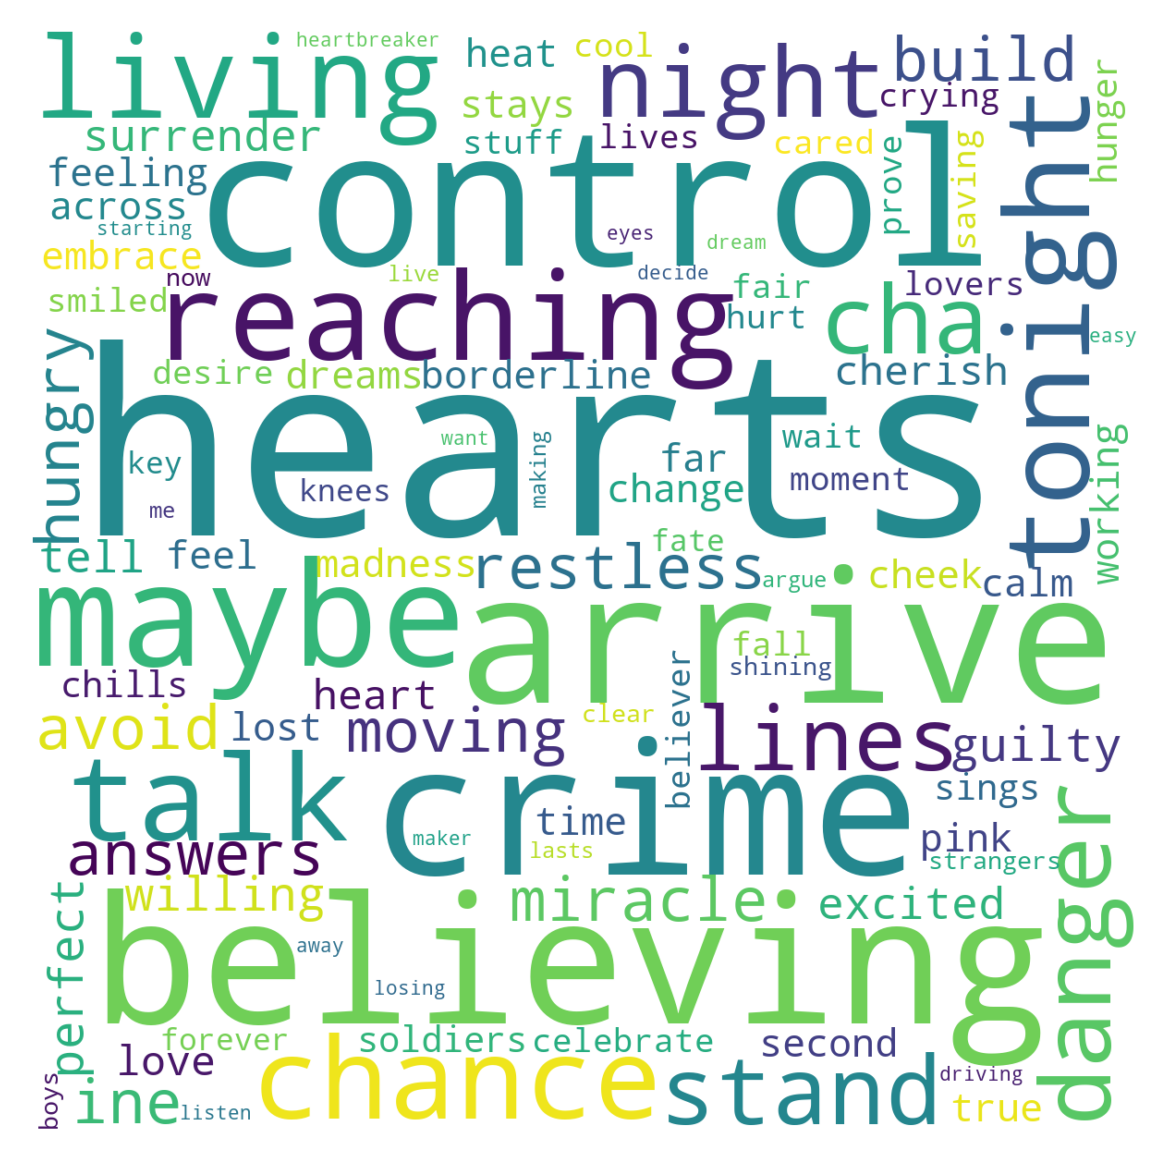 heartbreaker
living
heat
cool
night
build
stays
crying
hunger
surrender
stuff
lives
cared
tonight
control
prove
saving
feeling
across
starting
eyes
dream
embrace
now
live
decide
lovers
smiled
reaching
fair
cha
hurt
easy
hungry
desire
dreams
borderline
cherish
hearts
want
wait
key
making
far
moment
knees
change
working
me
tell
feel
madness
restless
fate
argue
cheek
calm
maybe
arrive
fall
shining
chills
heart
believer
avoid
lost
moving
clear
lines
guilty
talk
crime
sings
danger
time
pink
answers
maker
lasts
strangers
perfect
willing
miracle
excited
believing
away
losing
forever
soldiers
celebrate
second
love
chance
stand
driving
boys
ine
listen
true